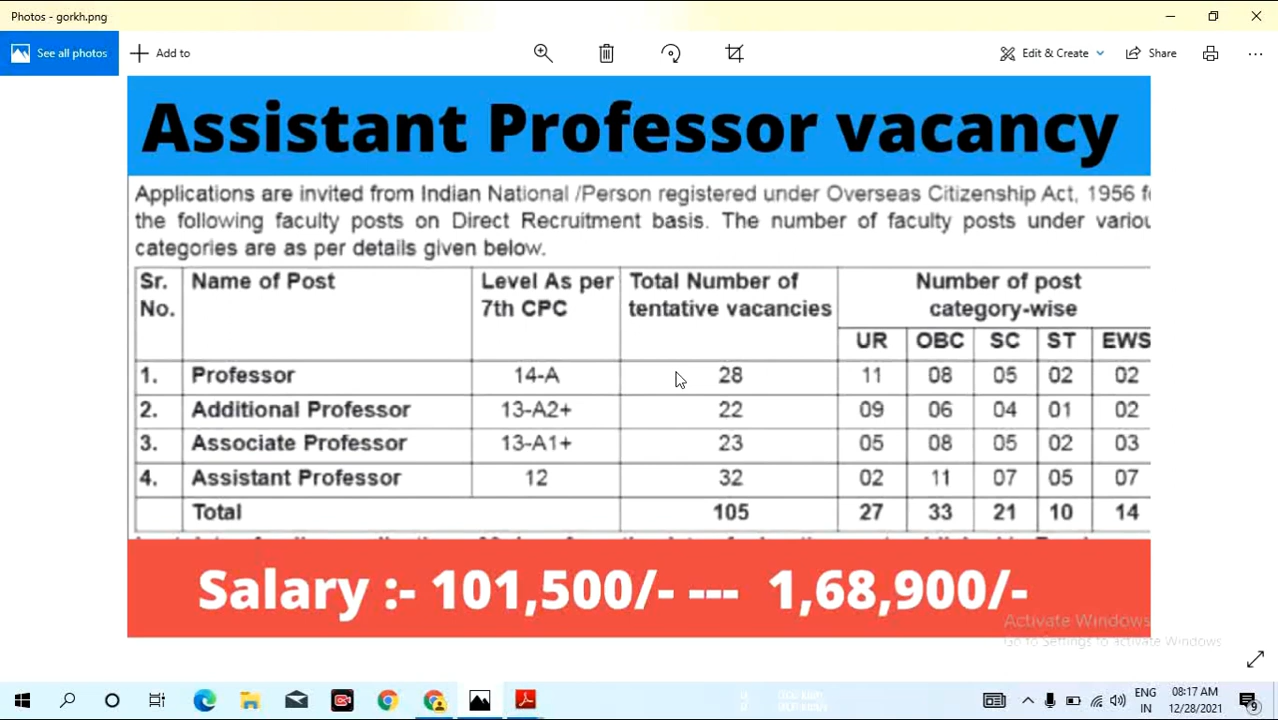 Photos - gorkh.png
See all photos
Add to
Edit & Create
Share
Assistant Professor vacancy
Applications are invited from Indian National /Person registered under Overseas Citizenship Act, 1956
the following faculty posts on Direct Recruitment basis. The number of faculty posts under
categories are as per details given below.
Sr. No. Name of Post Level As per 7th CPC Total Number of tentative vacancies Number of post category-wise
UR OBC SC ST EWS
1. Professor 14-A 28 11 08 05 02 02
2. Additional Professor 13-A2+ 22 09 06 04 01 02
3. Associate Professor 13-A1+ 23 05 08 05 02 03
4. Assistant Professor 12 32 02 11 07 05 07
Total 105 27 33 21 10 14
Salary :- 101,500/- --- 1,68,900/-
Activate Windows
Go to Settings to activate Windows
ENG 08:17 AM
IN 12/28/2021
9